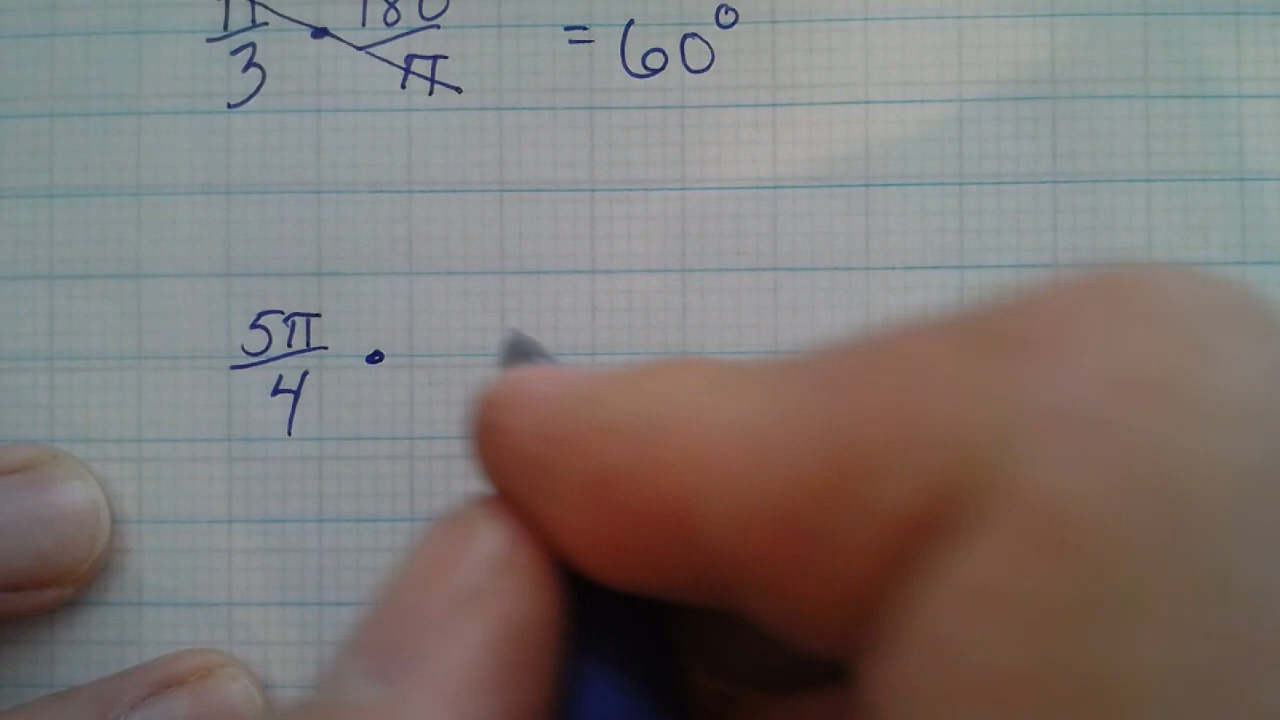 π/3 · 180/π = 60°
5π/4 ·